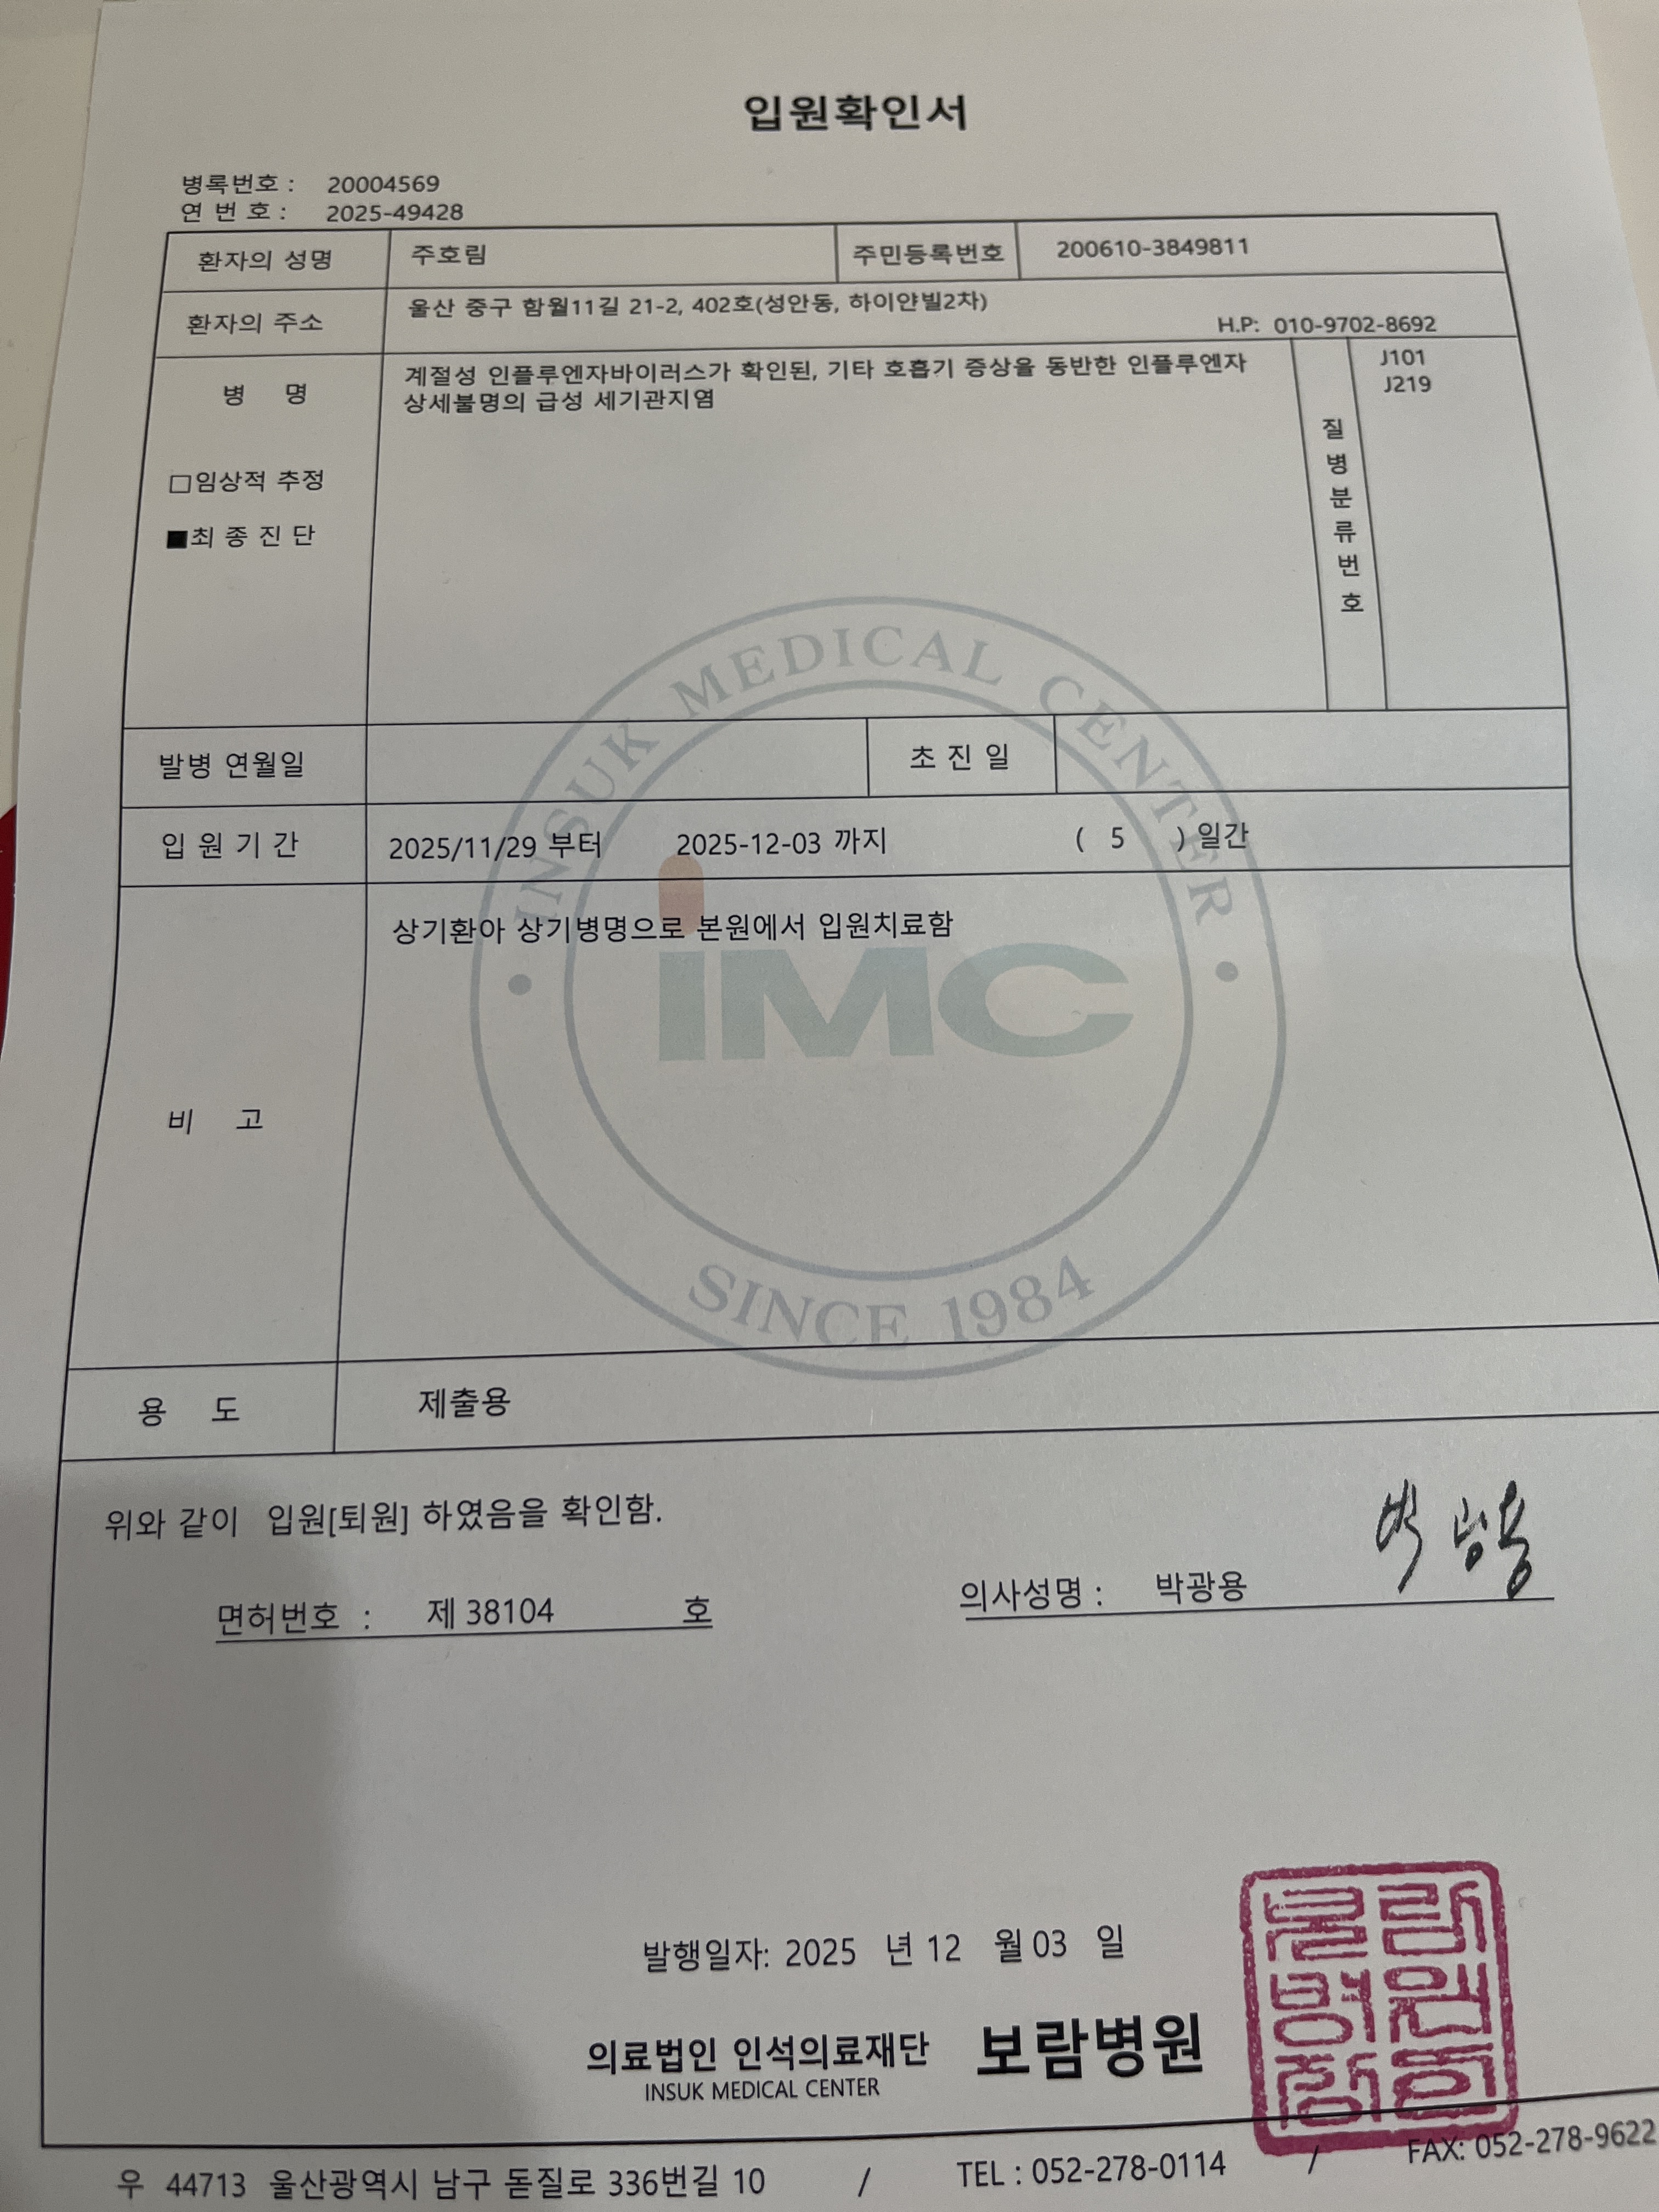 입원확인서
병록번호 : 20004569
연 번 호 : 2025-49428
환자의 성명 주호림 주민등록번호 200610-3849811
환자의 주소 울산 중구 함월11길 21-2, 402호(성안동, 하이얀빌2차)
H.P: 010-9702-8692
병 명 계절성 인플루엔자바이러스가 확인된, 기타 호흡기 증상을 동반한 인플루엔자 J101
상세불명의 급성 세기관지염 J219
질병분류번호
□임상적 추정
■최 종 진 단
발병 연월일 초 진 일
입 원 기 간 2025/11/29 부터 2025-12-03 까지 ( 5 ) 일간
비 고 상기환아 상기병명으로 본원에서 입원치료함
INSUK MEDICAL CENTER
iMC
SINCE 1984
용 도 제출용
위와 같이 입원[퇴원] 하였음을 확인함.
면허번호 : 제 38104 호 의사성명 : 박광용 박광용
발행일자: 2025 년 12 월 03 일
의료법인 인석의료재단 보람병원
INSUK MEDICAL CENTER
보람병원장인
우 44713 울산광역시 남구 돋질로 336번길 10 / TEL : 052-278-0114 / FAX: 052-278-9622